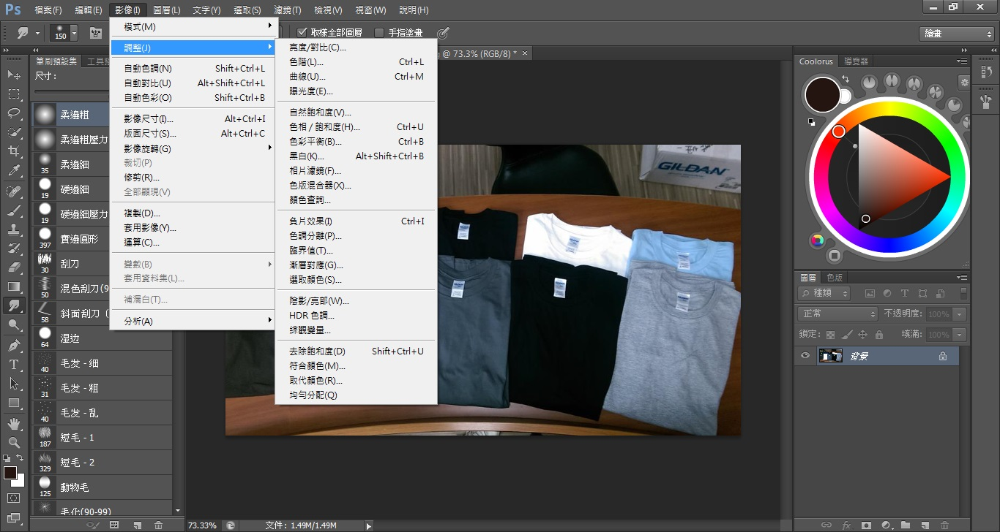 Ps 檔案(F) 編輯(E) 影像(I) 圖層(L) 文字(Y) 選取(S) 濾鏡(T) 檢視(V) 視窗(W) 說明(H)
150
取樣全部圖層 手指塗畫
繪畫
筆刷預設集 工具預
尺寸:
柔邊粗
柔邊粗壓力
35 柔邊細
19 硬邊細
19 硬邊細壓力
397 實邊圓形
30 刮刀
50 混色刮刀(9
58 斜面刮刀 (
64 湿边
40 毛发 - 细
31 毛发 - 粗
40 毛发 - 乱
187 短毛 - 1
329 短毛 - 2
125 動物毛
毛化(90-99)
模式(M)
調整(J)
自動色調(N) Shift+Ctrl+L
自動對比(U) Alt+Shift+Ctrl+L
自動色彩(O) Shift+Ctrl+B
影像尺寸(I)... Alt+Ctrl+I
版面尺寸(S)... Alt+Ctrl+C
影像旋轉(G)
裁切(P)
修剪(R)...
全部顯現(V)
複製(D)...
套用影像(Y)...
運算(C)...
變數(B)
套用資料集(L)...
補漏白(T)...
分析(A)
亮度/對比(C)...
色階(L)... Ctrl+L
曲線(U)... Ctrl+M
曝光度(E)...
自然飽和度(V)...
色相 / 飽和度(H)... Ctrl+U
色彩平衡(B)... Ctrl+B
黑白(K)... Alt+Shift+Ctrl+B
相片濾鏡(F)...
色版混合器(X)...
顏色查詢...
負片效果(I) Ctrl+I
色調分離(P)...
臨界值(T)...
漸層對應(G)...
選取顏色(S)...
陰影/亮部(W)...
HDR 色調...
綜觀變量...
去除飽和度(D) Shift+Ctrl+U
符合顏色(M)...
取代顏色(R)...
均勻分配(Q)
g @ 73.3% (RGB/8) * ×
GILDAN
73.33% 文件: 1.49M/1.49M
Coolorus 導覽器
圖層 色版
種類
正常 不透明度: 100%
鎖定: 填滿: 100%
背景
fx